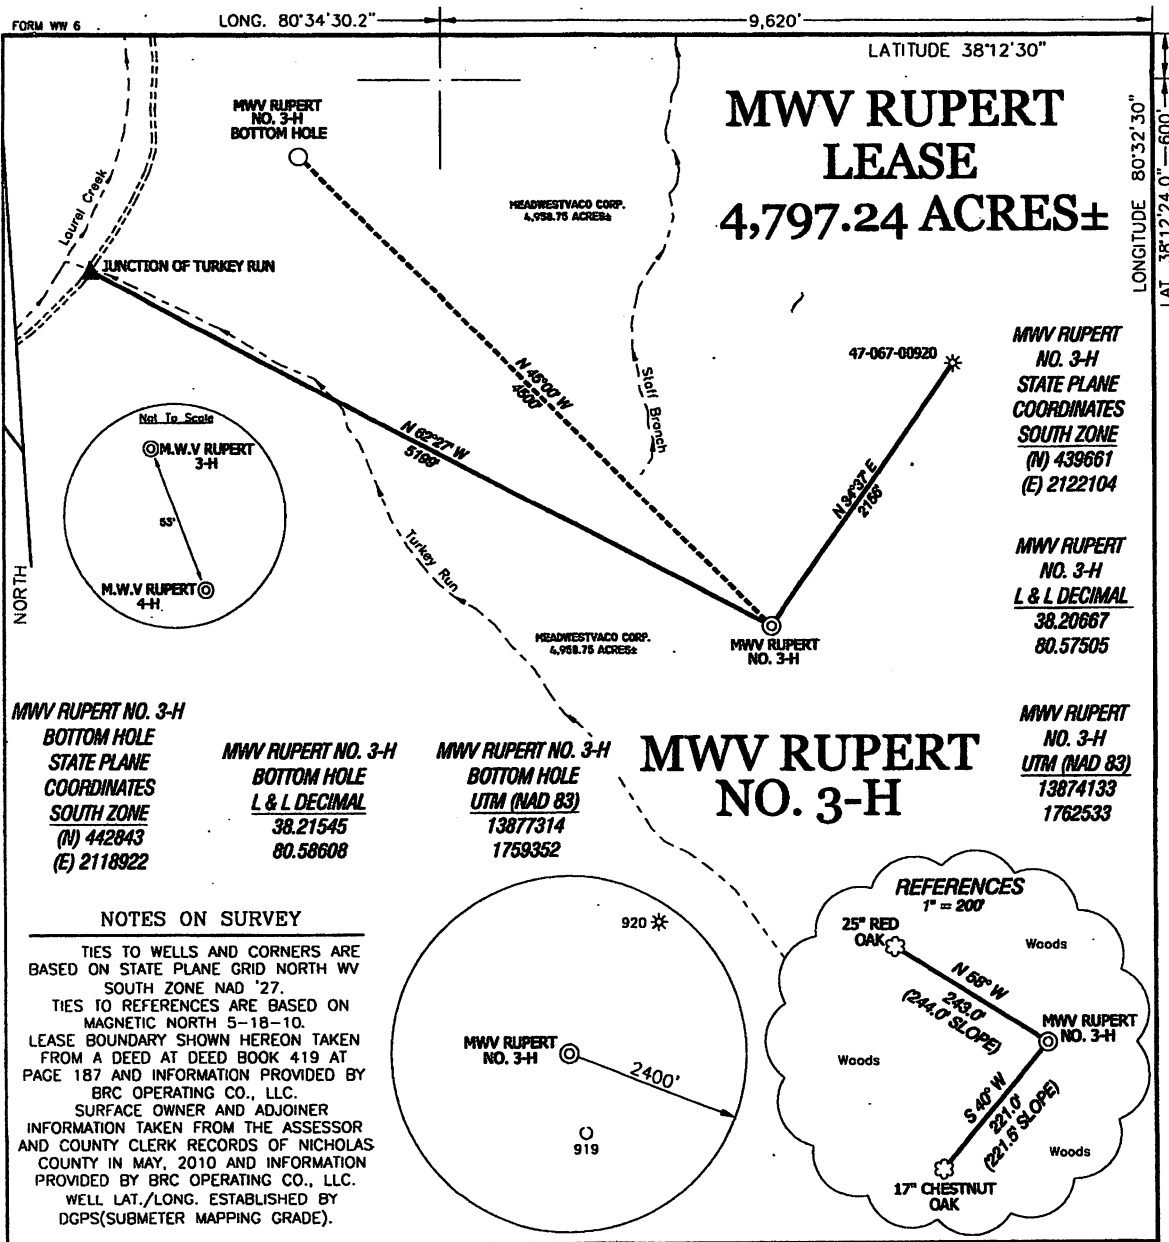 FORM WW 6
LONG. 80°34'30.2"
9,620'
LATITUDE 38°12'30"
LONGITUDE 80°32'30"
LAT. 38°12'24.0"
600'
MWV RUPERT
LEASE
4,797.24 ACRES±
MWV RUPERT
NO. 3-H
BOTTOM HOLE
Laurel Creek
JUNCTION OF TURKEY RUN
MEADWESTVACO CORP.
4,958.75 ACRES±
47-067-00920
Staff Branch
N 45°00' W
4500'
N 62°27' W
5199'
N 34°37' E
2156'
MWV RUPERT
NO. 3-H
STATE PLANE
COORDINATES
SOUTH ZONE
(N) 439661
(E) 2122104
Not To Scale
M.W.V RUPERT
3-H
53'
M.W.V RUPERT
4-H
NORTH
Turkey Run
MEADWESTVACO CORP.
4,958.75 ACRES±
MWV RUPERT
NO. 3-H
MWV RUPERT
NO. 3-H
L & L DECIMAL
38.20667
80.57505
MWV RUPERT NO. 3-H
BOTTOM HOLE
STATE PLANE
COORDINATES
SOUTH ZONE
(N) 442843
(E) 2118922
MWV RUPERT NO. 3-H
BOTTOM HOLE
L & L DECIMAL
38.21545
80.58608
MWV RUPERT NO. 3-H
BOTTOM HOLE
UTM (NAD 83)
13877314
1759352
MWV RUPERT
NO. 3-H
MWV RUPERT
NO. 3-H
UTM (NAD 83)
13874133
1762533
NOTES ON SURVEY
TIES TO WELLS AND CORNERS ARE
BASED ON STATE PLANE GRID NORTH WV
SOUTH ZONE NAD '27.
TIES TO REFERENCES ARE BASED ON
MAGNETIC NORTH 5-18-10.
LEASE BOUNDARY SHOWN HEREON TAKEN
FROM A DEED AT DEED BOOK 419 AT
PAGE 187 AND INFORMATION PROVIDED BY
BRC OPERATING CO., LLC.
SURFACE OWNER AND ADJOINER
INFORMATION TAKEN FROM THE ASSESSOR
AND COUNTY CLERK RECORDS OF NICHOLAS
COUNTY IN MAY, 2010 AND INFORMATION
PROVIDED BY BRC OPERATING CO., LLC.
WELL LAT./LONG. ESTABLISHED BY
DGPS(SUBMETER MAPPING GRADE).
920
MWV RUPERT
NO. 3-H
2400'
919
REFERENCES
1" = 200'
25" RED
OAK
Woods
N 58° W
243.0'
(244.0' SLOPE)
MWV RUPERT
NO. 3-H
Woods
S 40° W
221.0'
(221.5' SLOPE)
Woods
17" CHESTNUT
OAK